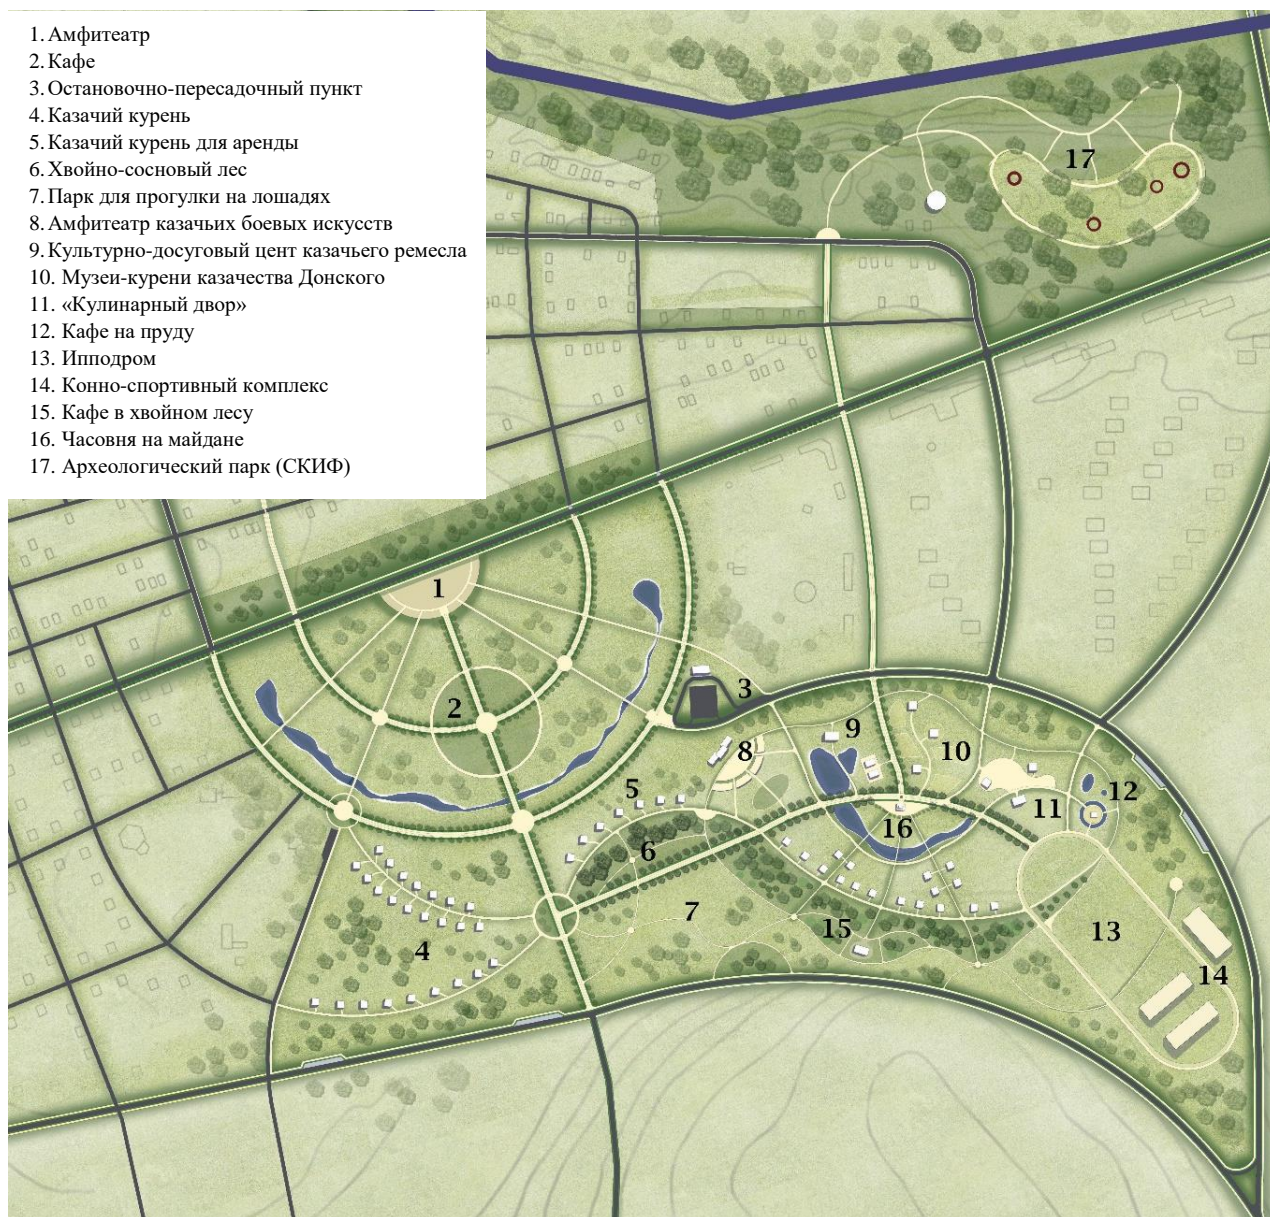 1. Амфитеатр
2. Кафе
3. Остановочно-пересадочный пункт
4. Казачий курень
5. Казачий курень для аренды
6. Хвойно-сосновый лес
7. Парк для прогулки на лошадях
8. Амфитеатр казачьих боевых искусств
9. Культурно-досуговый цент казачьего ремесла
10. Музеи-курени казачества Донского
11. «Кулинарный двор»
12. Кафе на пруду
13. Ипподром
14. Конно-спортивный комплекс
15. Кафе в хвойном лесу
16. Часовня на майдане
17. Археологический парк (СКИФ)
17
1
2
3
9
8
10
5
12
11
16
6
7
15
13
4
14